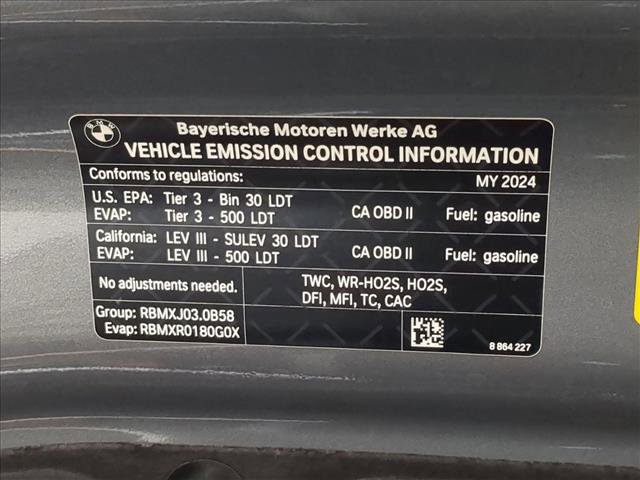 BMW
Bayerische Motoren Werke AG
VEHICLE EMISSION CONTROL INFORMATION
Conforms to regulations: MY 2024
U.S. EPA: Tier 3 - Bin 30 LDT
EVAP: Tier 3 - 500 LDT CA OBD II Fuel: gasoline
California: LEV III - SULEV 30 LDT
EVAP: LEV III - 500 LDT CA OBD II Fuel: gasoline
No adjustments needed. TWC, WR-HO2S, HO2S,
DFI, MFI, TC, CAC
Group: RBMXJ03.0B58
Evap: RBMXR0180G0X
8 864 227